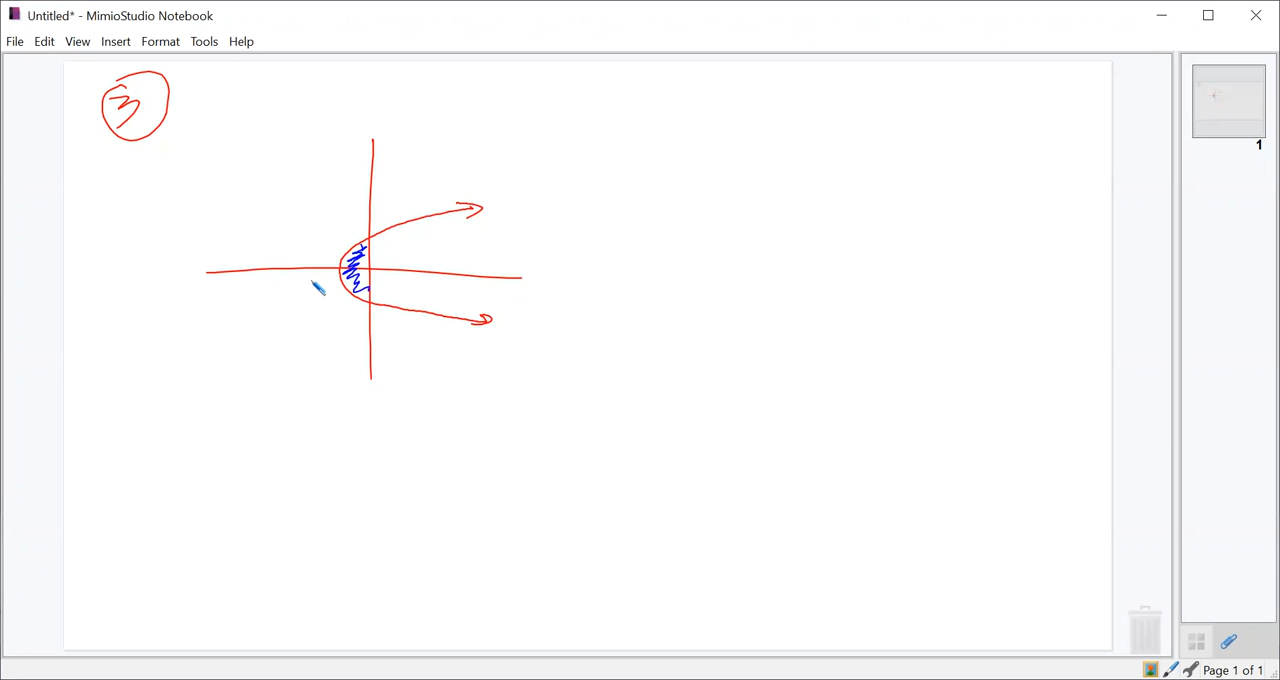 Untitled* - MimioStudio Notebook
File Edit View Insert Format Tools Help
3
1
Page 1 of 1